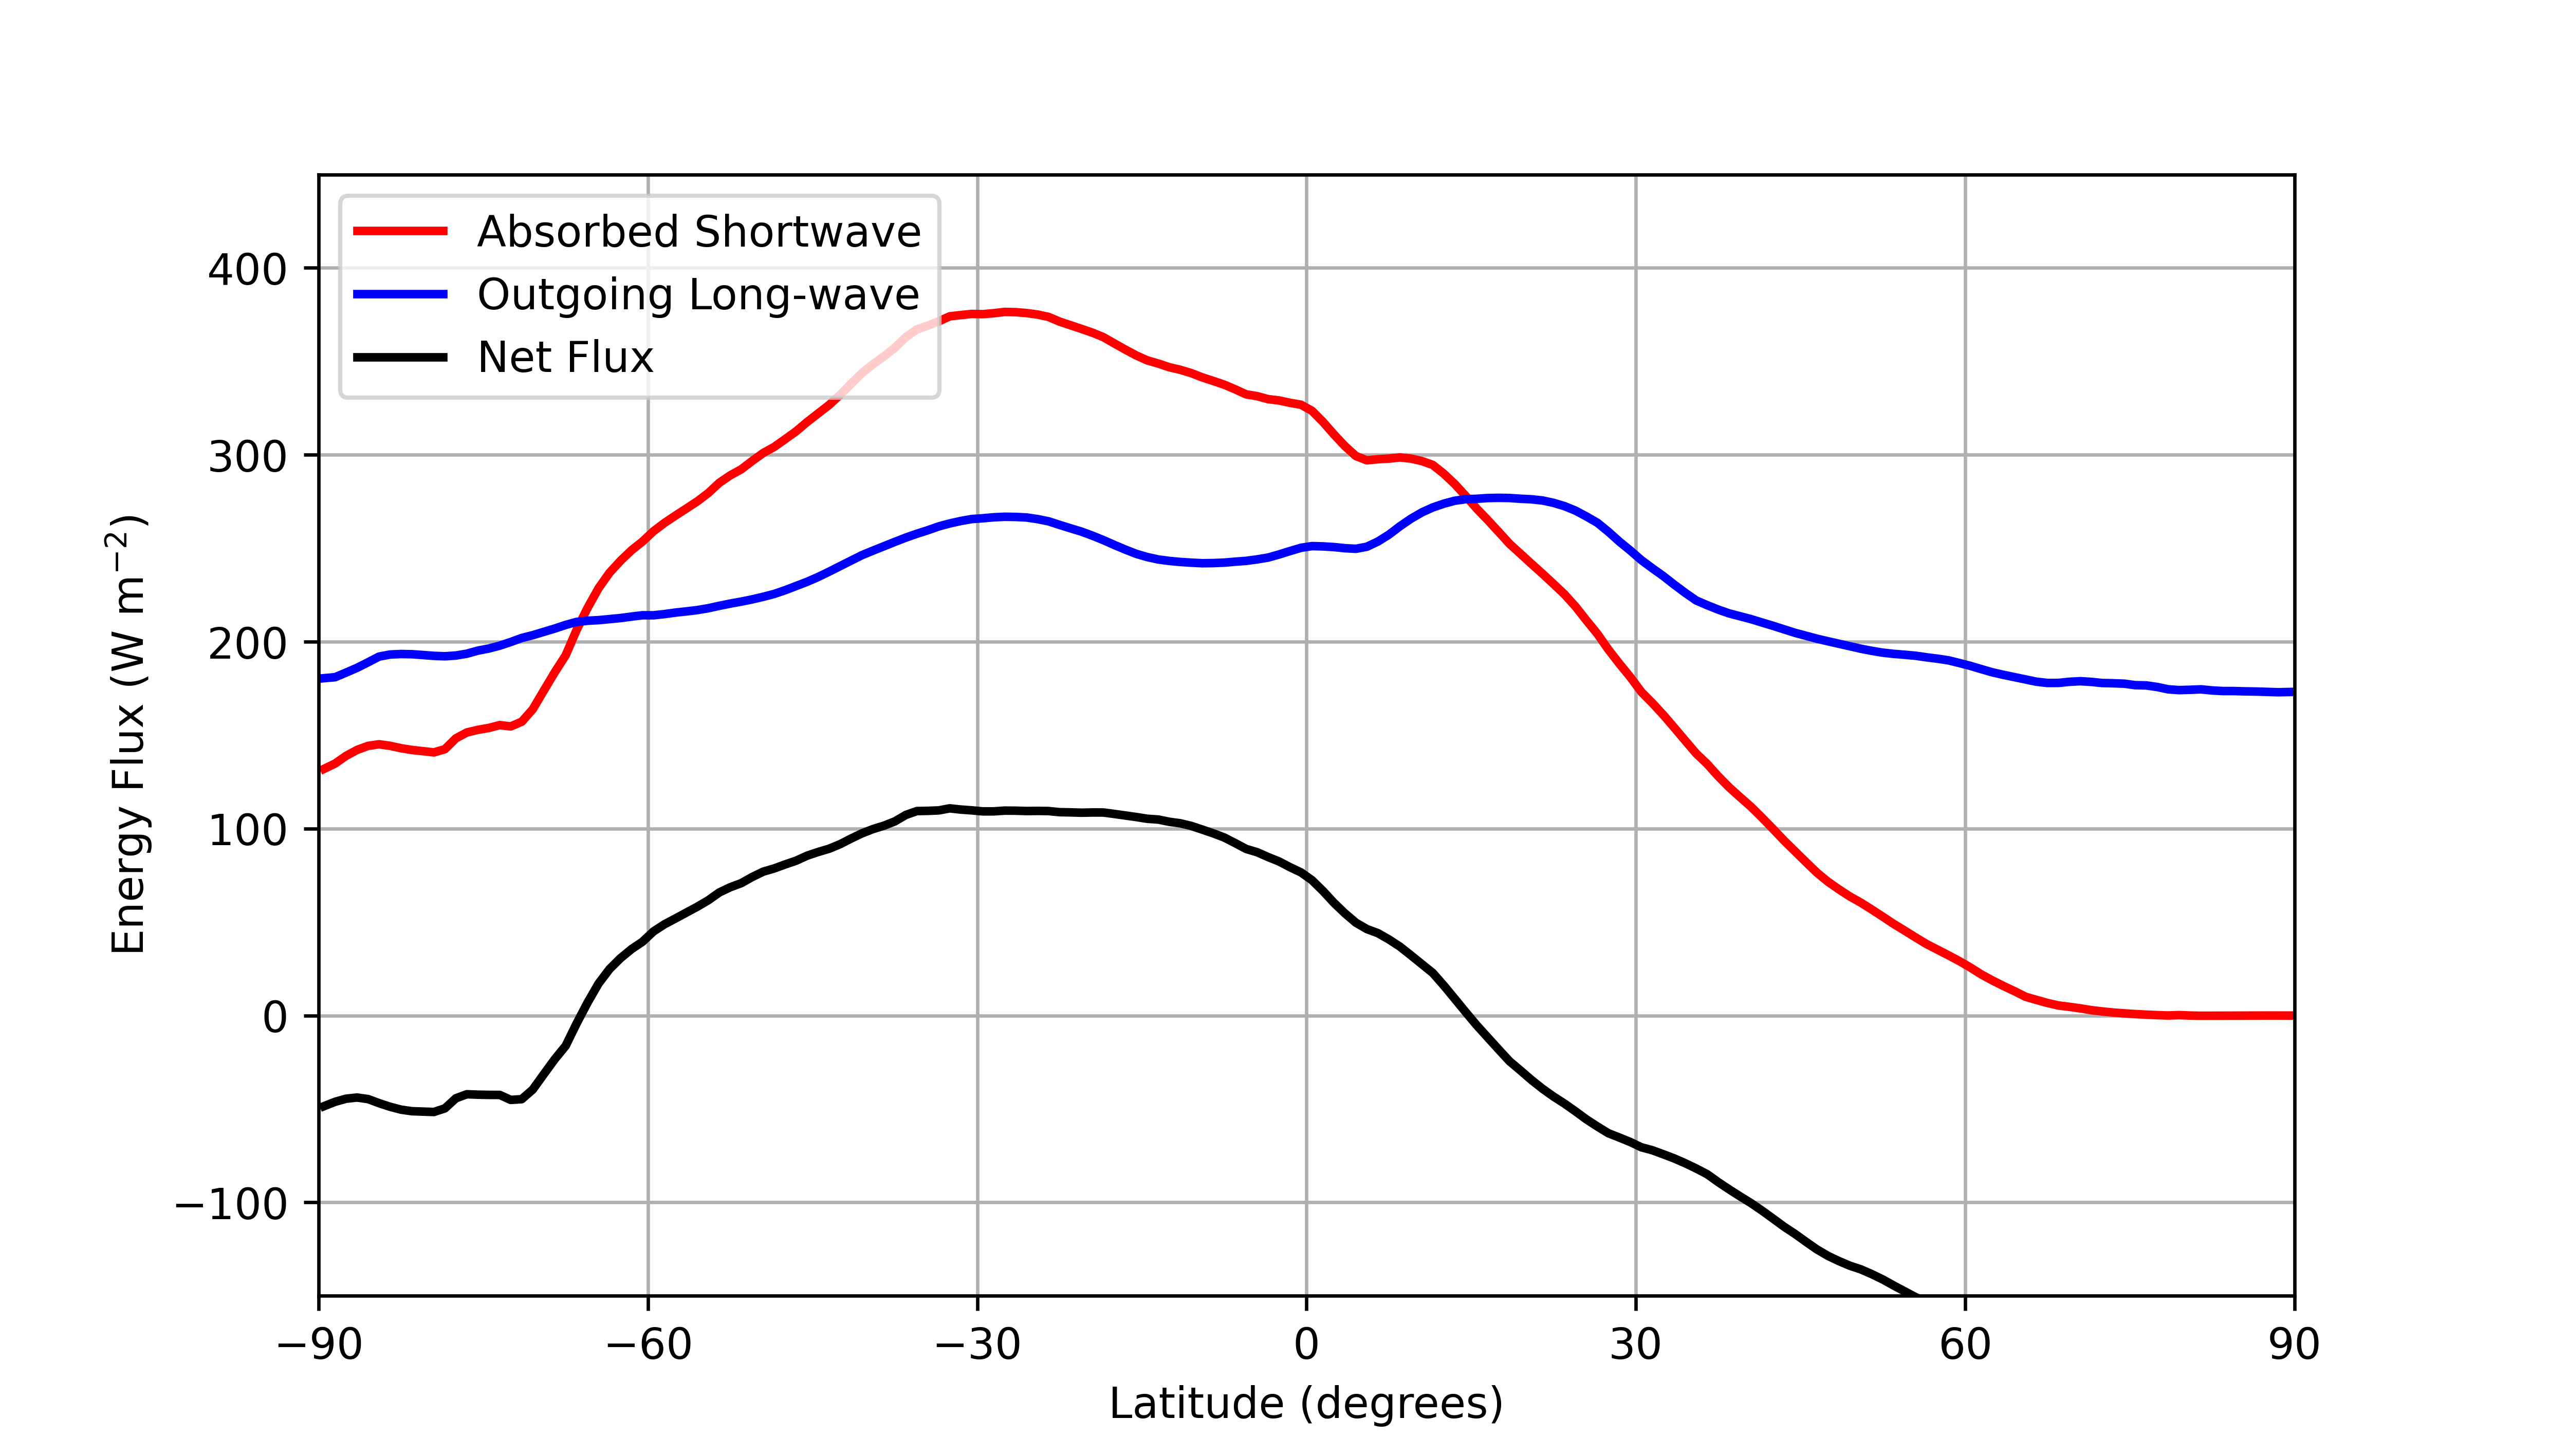 Absorbed Shortwave
Outgoing Long-wave
Net Flux
400
300
200
100
0
−100
Energy Flux (W m⁻²)
−90 −60 −30 0 30 60 90
Latitude (degrees)